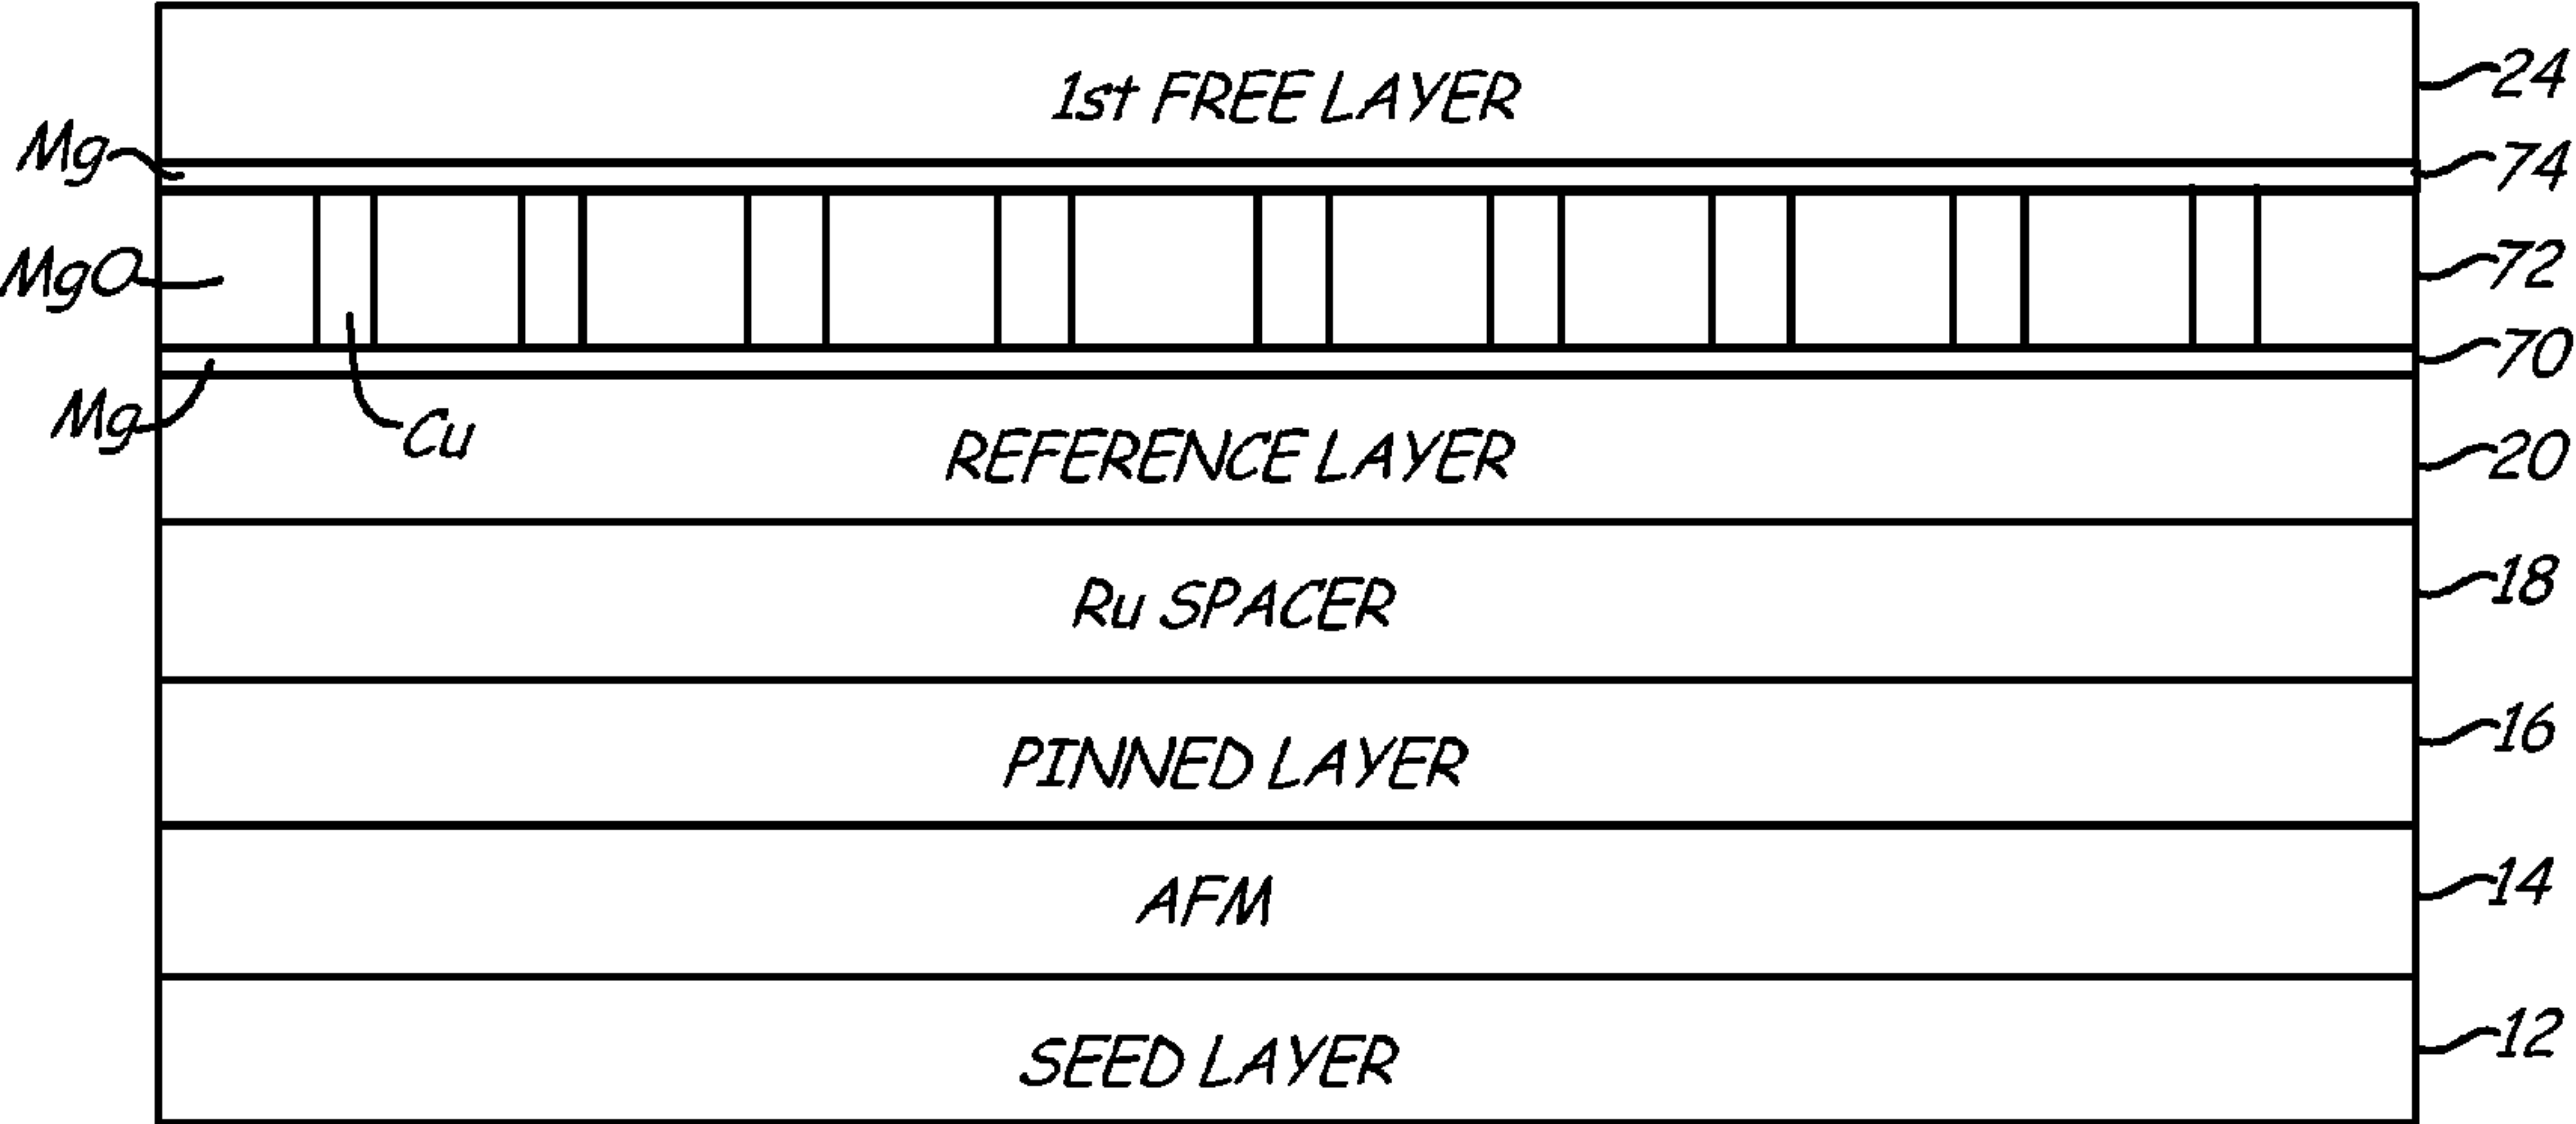 1st FREE LAYER
24
Mg
74
MgO
72
70
Mg
Cu
REFERENCE LAYER
20
Ru SPACER
18
PINNED LAYER
16
AFM
14
SEED LAYER
12